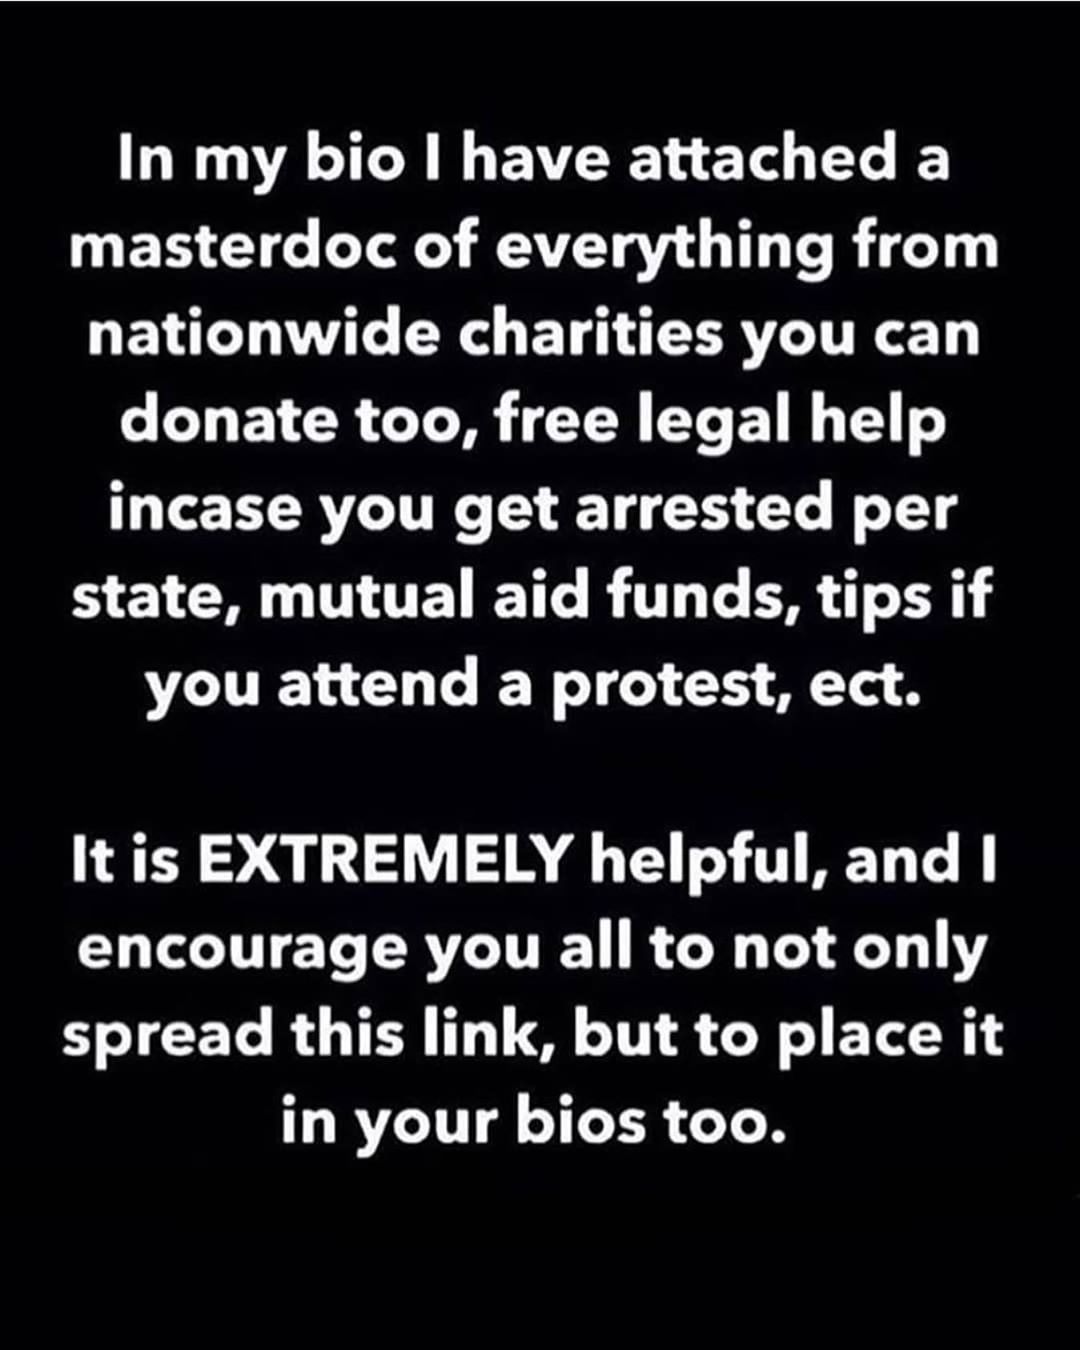 In my bio I have attached a
masterdoc of everything from
nationwide charities you can
donate too, free legal help
incase you get arrested per
state, mutual aid funds, tips if
you attend a protest, ect.
It is EXTREMELY helpful, and I
encourage you all to not only
spread this link, but to place it
in your bios too.